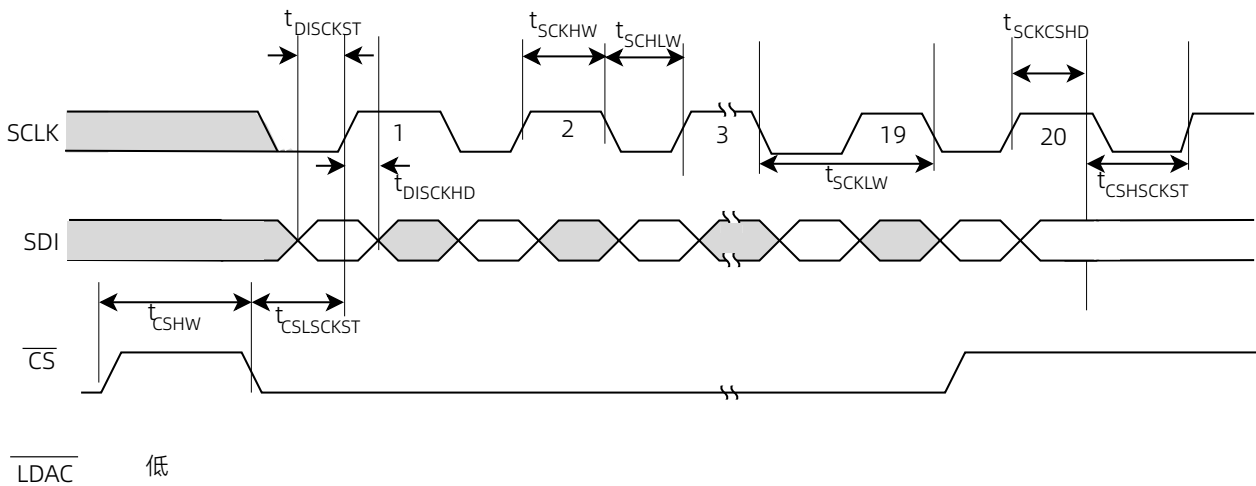 tDISCKST
tSCKHW
tSCHLW
tSCKCSHD
SCLK
1
2
3
19
20
tDISCKHD
tSCKLW
tCSHSCKST
SDI
tCSHW
tCSLSCKST
CS
LDAC
低